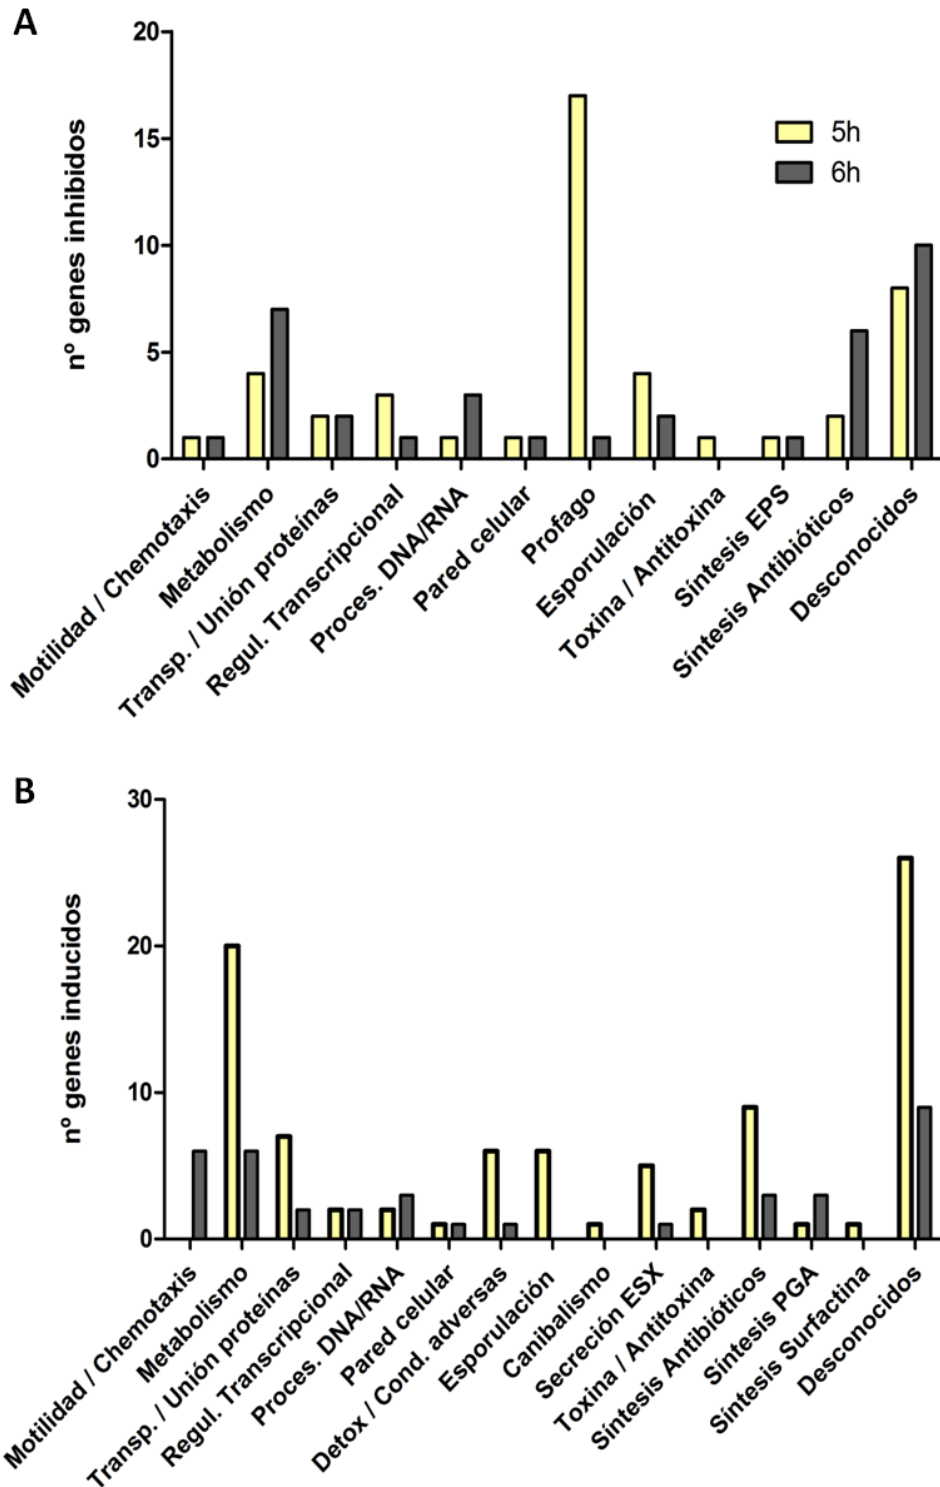 A
20
15
10
5
0
nº genes inhibidos
5h
6h
Motilidad / Chemotaxis
Metabolismo
Transp. / Unión proteínas
Regul. Transcripcional
Proces. DNA/RNA
Pared celular
Profago
Esporulación
Toxina / Antitoxina
Síntesis EPS
Síntesis Antibióticos
Desconocidos
B
30
20
10
0
nº genes inducidos
Motilidad / Chemotaxis
Metabolismo
Transp. / Unión proteínas
Regul. Transcripcional
Proces. DNA/RNA
Pared celular
Detox / Cond. adversas
Esporulación
Canibalismo
Secreción ESX
Toxina / Antitoxina
Síntesis Antibióticos
Síntesis PGA
Síntesis Surfactina
Desconocidos